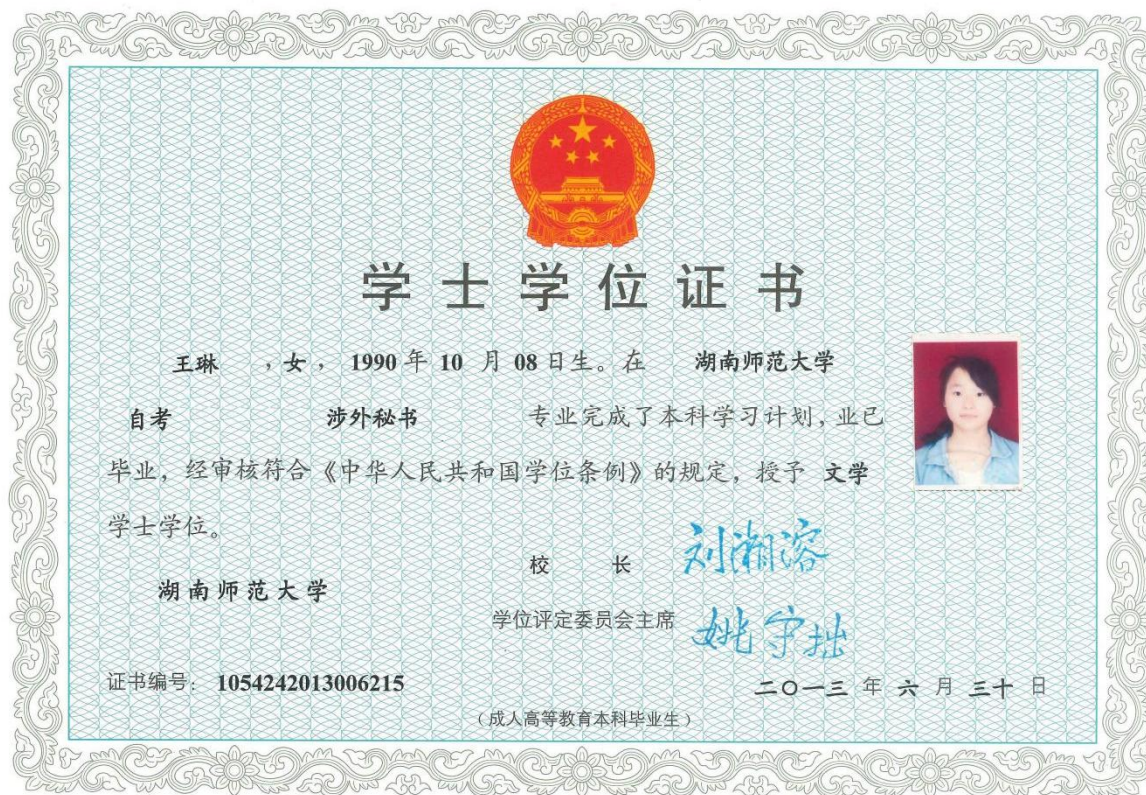 学士学位证书
王琳 ，女， 1990 年 10 月 08 日生。在 湖南师范大学
自考 涉外秘书 专业完成了本科学习计划，业已
毕业，经审核符合《中华人民共和国学位条例》的规定，授予 文学
学士学位。
校 长 刘湘溶
湖南师范大学
学位评定委员会主席 姚守拙
证书编号： 1054242013006215
二〇一三 年 六 月 三十 日
（成人高等教育本科毕业生）